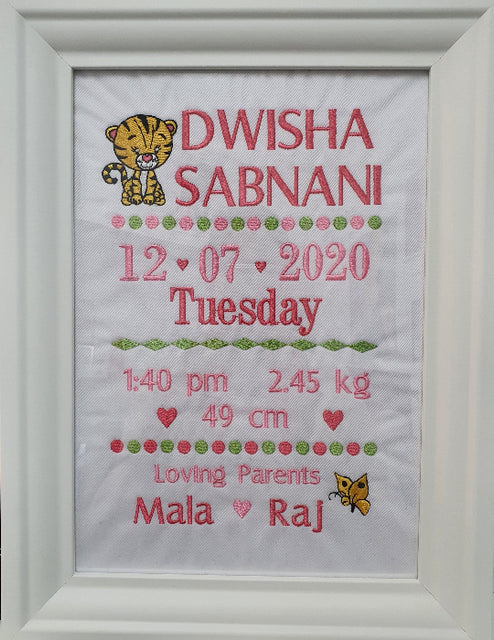 DWISHA
SABNANI
12 ♥ 07 ♥ 2020
Tuesday
1:40 pm 2.45 kg
♥ 49 cm ♥
Loving Parents
Mala ♥ Raj